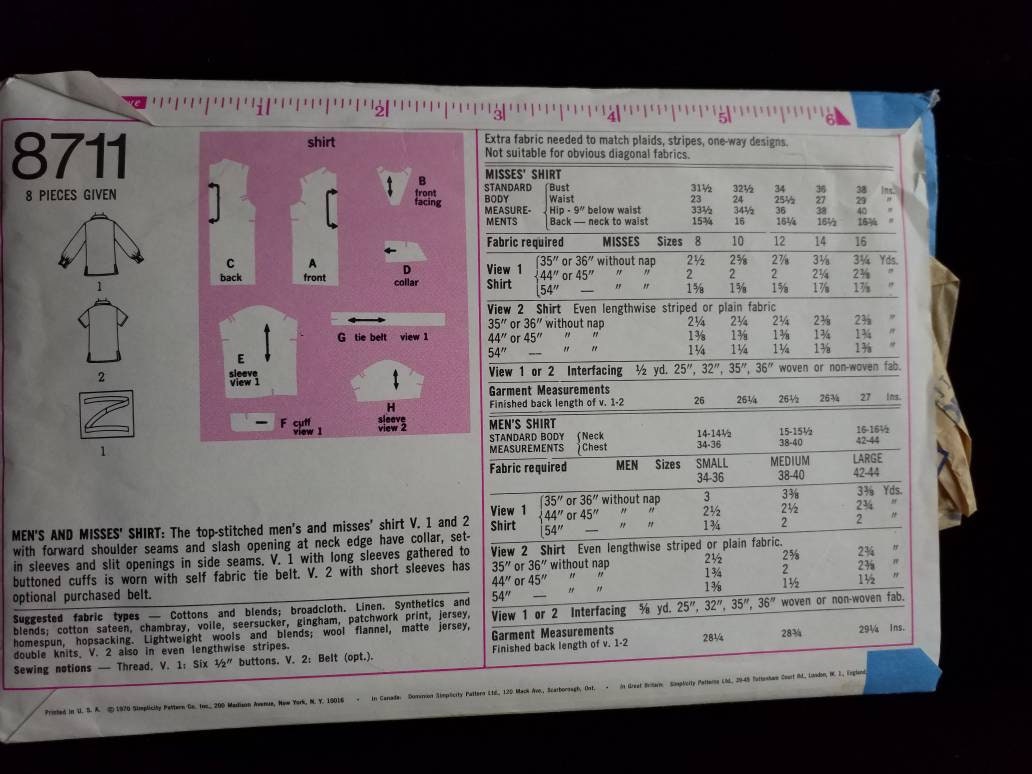 1 2 3 4 5 6
8711
8 PIECES GIVEN
1
2
1
shirt
C
back
A
front
B
front
facing
D
collar
E
sleeve
view 1
G tie belt view 1
F cuff
view 1
H
sleeve
view 2
MEN'S AND MISSES' SHIRT: The top-stitched men's and misses' shirt V. 1 and 2
with forward shoulder seams and slash opening at neck edge have collar, set-
in sleeves and slit openings in side seams. V. 1 with long sleeves gathered to
buttoned cuffs is worn with self fabric tie belt. V. 2 with short sleeves has
optional purchased belt.
Suggested fabric types — Cottons and blends; broadcloth. Linen. Synthetics and
blends; cotton sateen, chambray, voile, seersucker, gingham, patchwork print, jersey,
homespun, hopsacking. Lightweight wools and blends; wool flannel, matte jersey,
double knits. V. 2 also in even lengthwise stripes.
Sewing notions — Thread. V. 1: Six ½" buttons. V. 2: Belt (opt.).
Extra fabric needed to match plaids, stripes, one-way designs.
Not suitable for obvious diagonal fabrics.
MISSES' SHIRT
STANDARD Bust 31½ 32½ 34 36 38 Ins.
BODY Waist 23 24 25½ 27 29 "
MEASURE- Hip - 9" below waist 33½ 34½ 36 38 40 "
MENTS Back — neck to waist 15¾ 16 16¼ 16½ 16¾ "
Fabric required MISSES Sizes 8 10 12 14 16
View 1 Shirt
35" or 36" without nap 2½ 2⅝ 2⅞ 3⅛ 3¼ Yds.
44" or 45" " " 2 2 2 2¼ 2⅜ "
54" — " " 1⅝ 1⅝ 1⅝ 1⅞ 1⅞ "
View 2 Shirt Even lengthwise striped or plain fabric
35" or 36" without nap 2¼ 2¼ 2¼ 2⅜ 2⅜ "
44" or 45" " " 1⅜ 1⅜ 1⅜ 1¾ 1¾ "
54" — " " 1¼ 1¼ 1¼ 1⅜ 1⅜ "
View 1 or 2 Interfacing ½ yd. 25", 32", 35", 36" woven or non-woven fab.
Garment Measurements
Finished back length of v. 1-2 26 26¼ 26½ 26¾ 27 Ins.
MEN'S SHIRT
STANDARD BODY Neck 14-14½ 15-15½ 16-16½
MEASUREMENTS Chest 34-36 38-40 42-44
Fabric required MEN Sizes SMALL MEDIUM LARGE
34-36 38-40 42-44
View 1 Shirt
35" or 36" without nap 3 3⅜ 3⅜ Yds.
44" or 45" " " 2½ 2½ 2¾ "
54" — " " 1¾ 2 2 "
View 2 Shirt Even lengthwise striped or plain fabric.
35" or 36" without nap 2½ 2⅝ 2¾ "
44" or 45" " " 1¾ 2 2⅜ "
54" — " " 1⅜ 1½ 1½ "
View 1 or 2 Interfacing ⅝ yd. 25", 32", 35", 36" woven or non-woven fab.
Garment Measurements
Finished back length of v. 1-2 28¼ 28¾ 29¼ Ins.
Printed in U. S. A. © 1970 Simplicity Pattern Co. Inc., 200 Madison Avenue, New York, N. Y. 10016 • In Canada: Dominion Simplicity Pattern Ltd., 120 Mack Ave., Scarborough, Ont. • In Great Britain: Simplicity Patterns Ltd., 39-45 Tottenham Court Rd., London, W. 1., England